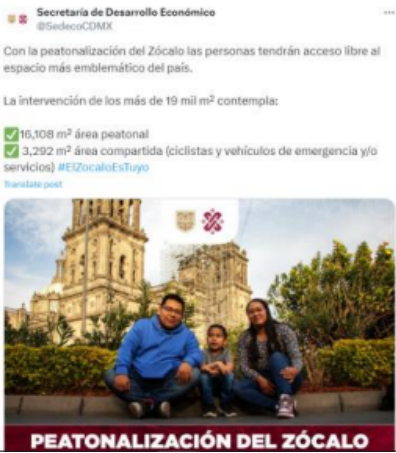 Secretaría de Desarrollo Económico
@SedecoCDMX
Con la peatonalización del Zócalo las personas tendrán acceso libre al
espacio más emblemático del país.
La intervención de los más de 19 mil m² contempla:
✅16,108 m² área peatonal
✅ 3,292 m² área compartida (ciclistas y vehículos de emergencia y/o
servicios) #ElZocaloEsTuyo
Translate post
PEATONALIZACIÓN DEL ZÓCALO